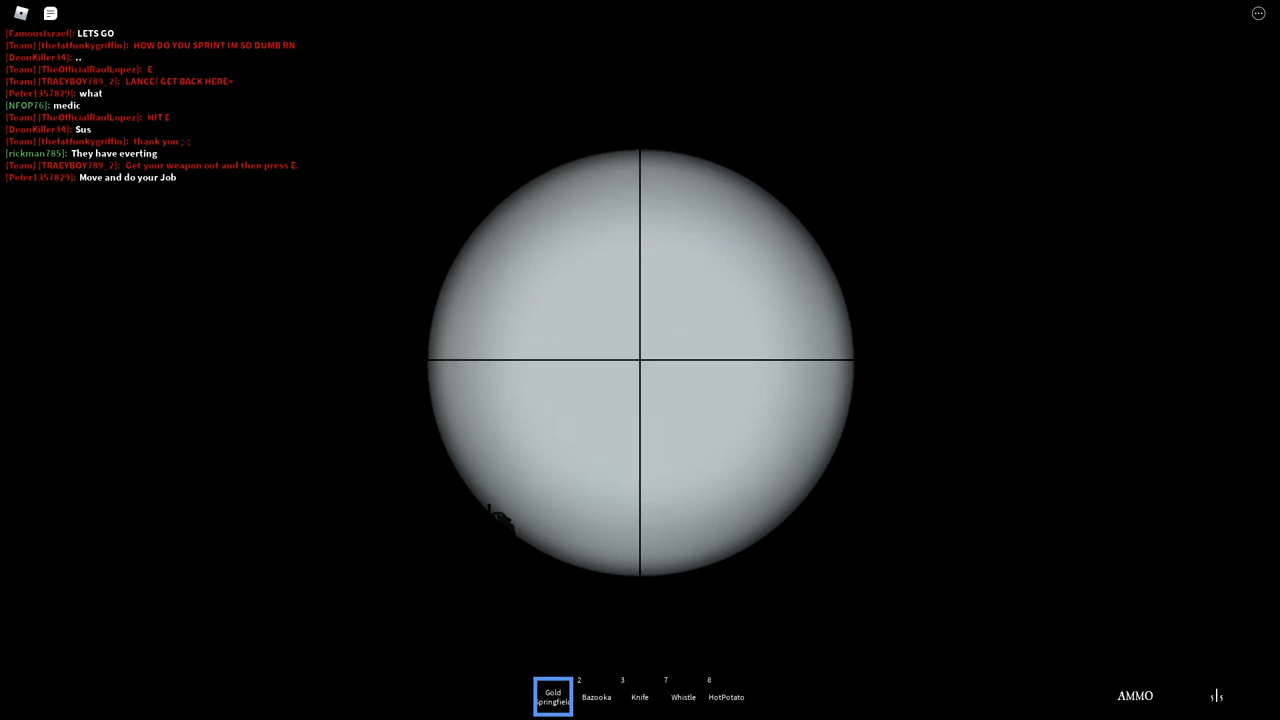 [FamousIsrael]: LETS GO
[Team] [thefatfunkygriffin]: HOW DO YOU SPRINT IM SO DUMB RN
[DeonKiller34]: ..
[Team] [TheOfficialRaulLopez]: E
[Team] [TRAEYBOY789_2]: LANCE! GET BACK HERE>
[Peter1357829]: what
[NFOP76]: medic
[Team] [TheOfficialRaulLopez]: HIT E
[DeonKiller34]: Sus
[Team] [thefatfunkygriffin]: thank you ; ;
[rickman785]: They have everting
[Team] [TRAEYBOY789_2]: Get your weapon out and then press E.
[Peter1357829]: Move and do your Job
2 3 7 8
Gold Springfield Bazooka Knife Whistle HotPotato
AMMO 5|5